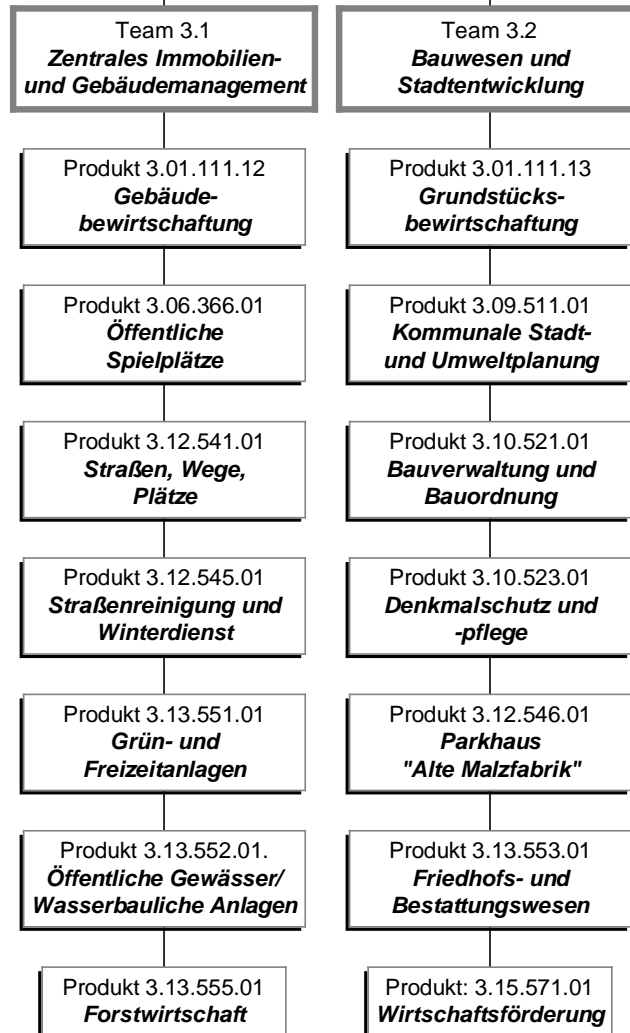 Team 3.1
Zentrales Immobilien-
und Gebäudemanagement
Produkt 3.01.111.12
Gebäude-
bewirtschaftung
Produkt 3.06.366.01
Öffentliche
Spielplätze
Produkt 3.12.541.01
Straßen, Wege,
Plätze
Produkt 3.12.545.01
Straßenreinigung und
Winterdienst
Produkt 3.13.551.01
Grün- und
Freizeitanlagen
Produkt 3.13.552.01.
Öffentliche Gewässer/
Wasserbauliche Anlagen
Produkt 3.13.555.01
Forstwirtschaft
Team 3.2
Bauwesen und
Stadtentwicklung
Produkt 3.01.111.13
Grundstücks-
bewirtschaftung
Produkt 3.09.511.01
Kommunale Stadt-
und Umweltplanung
Produkt 3.10.521.01
Bauverwaltung und
Bauordnung
Produkt 3.10.523.01
Denkmalschutz und
-pflege
Produkt 3.12.546.01
Parkhaus
"Alte Malzfabrik"
Produkt 3.13.553.01
Friedhofs- und
Bestattungswesen
Produkt: 3.15.571.01
Wirtschaftsförderung